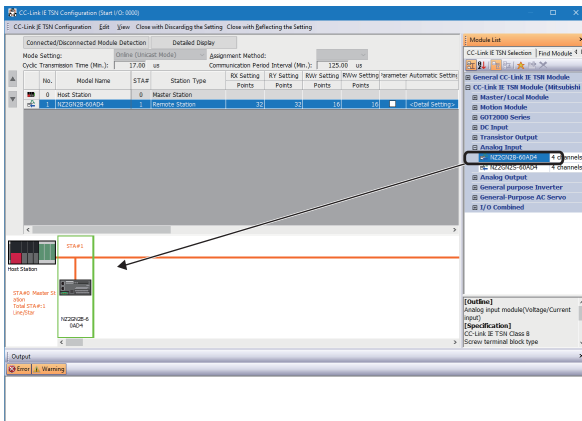 CC-Link IE TSN Configuration (Start I/O: 0000)
CC-Link IE TSN Configuration Edit View Close with Discarding the Setting Close with Reflecting the Setting
Connected/Disconnected Module Detection Detailed Display
Mode Setting: Online (Unicast Mode) Assignment Method:
Cyclic Transmission Time (Min.): 17.00 us Communication Period Interval (Min.): 125.00 us
No. Model Name STA# Station Type RX Setting RY Setting RWr Setting RWw Setting Parameter Automatic Setting
Points Points Points Points
0 Host Station 0 Master Station
1 NZ2GN2B-60AD4 1 Remote Station 32 32 16 16 <Detail Setting>
STA#1
Host Station
STA#0 Master St
ation
Total STA#:1
Line/Star
NZ2GN2B-6
0AD4
Output
Error Warning
Module List
CC-Link IE TSN Selection Find Module
General CC-Link IE TSN Module
CC-Link IE TSN Module (Mitsubishi
Master/Local Module
Motion Module
GOT2000 Series
DC Input
Transistor Output
Analog Input
NZ2GN2B-60AD4 4 channels
NZ2GN2S-60AD4 4 channels
Analog Output
General purpose Inverter
General-Purpose AC Servo
I/O Combined
[Outline]
Analog input module(Voltage/Current
input)
[Specification]
CC-Link IE TSN Class B
Screw terminal block type